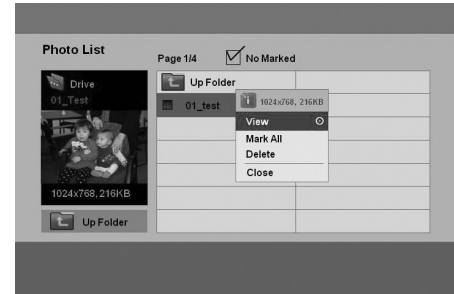 Photo List
Page 1/4
No Marked
Drive
01_Test
1024x768, 216KB
Up Folder
Up Folder
01_test
1024x768, 216KB
View
Mark All
Delete
Close